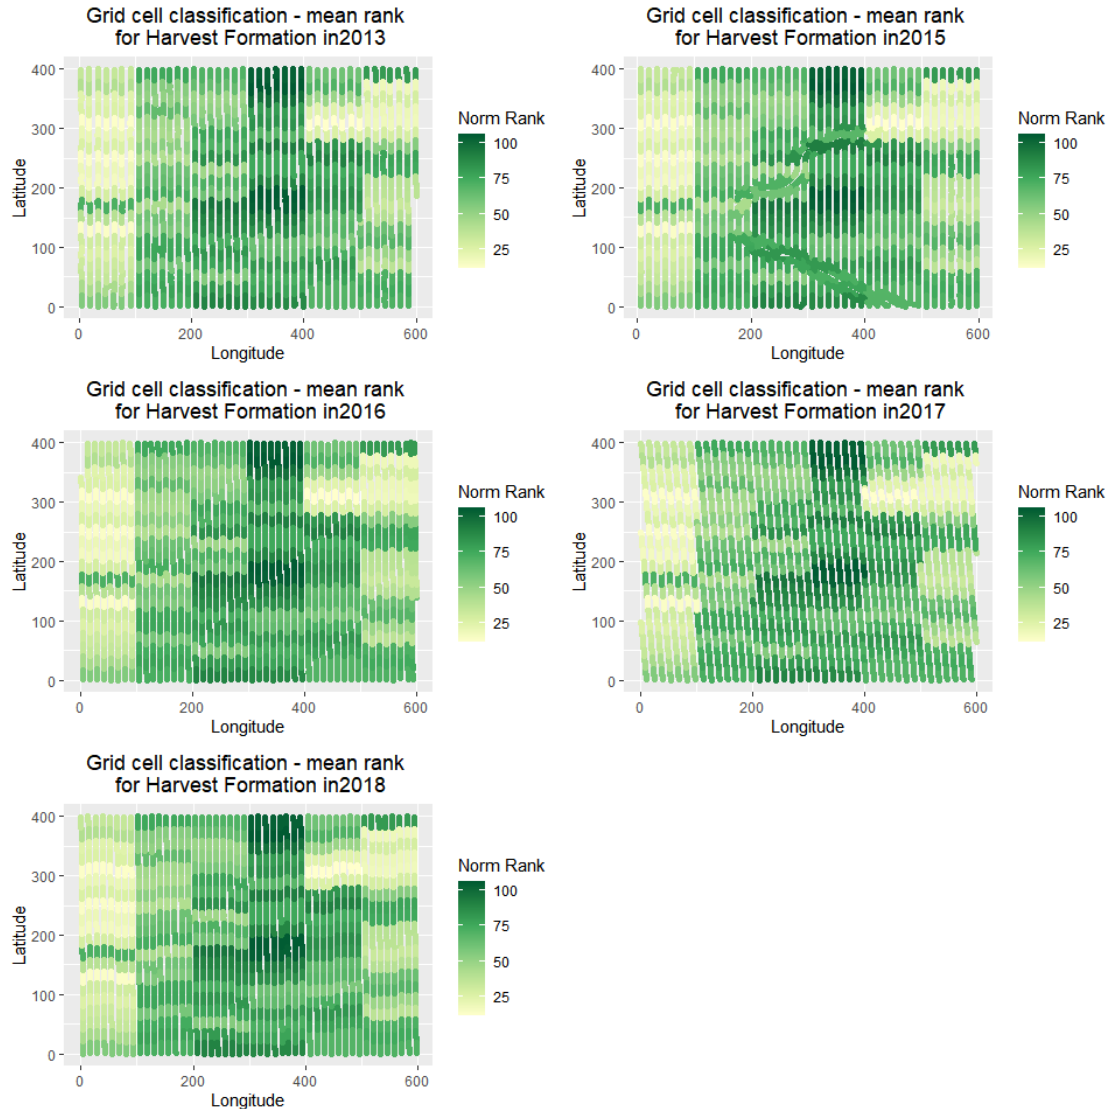 Grid cell classification - mean rank
for Harvest Formation in2013
400
300
200
100
0
Latitude
0
200
400
600
Longitude
Norm Rank
100
75
50
25
Grid cell classification - mean rank
for Harvest Formation in2015
400
300
200
100
0
Latitude
0
200
400
600
Longitude
Norm Rank
100
75
50
25
Grid cell classification - mean rank
for Harvest Formation in2016
400
300
200
100
0
Latitude
0
200
400
600
Longitude
Norm Rank
100
75
50
25
Grid cell classification - mean rank
for Harvest Formation in2017
400
300
200
100
0
Latitude
0
200
400
600
Longitude
Norm Rank
100
75
50
25
Grid cell classification - mean rank
for Harvest Formation in2018
400
300
200
100
0
Latitude
0
200
400
600
Longitude
Norm Rank
100
75
50
25